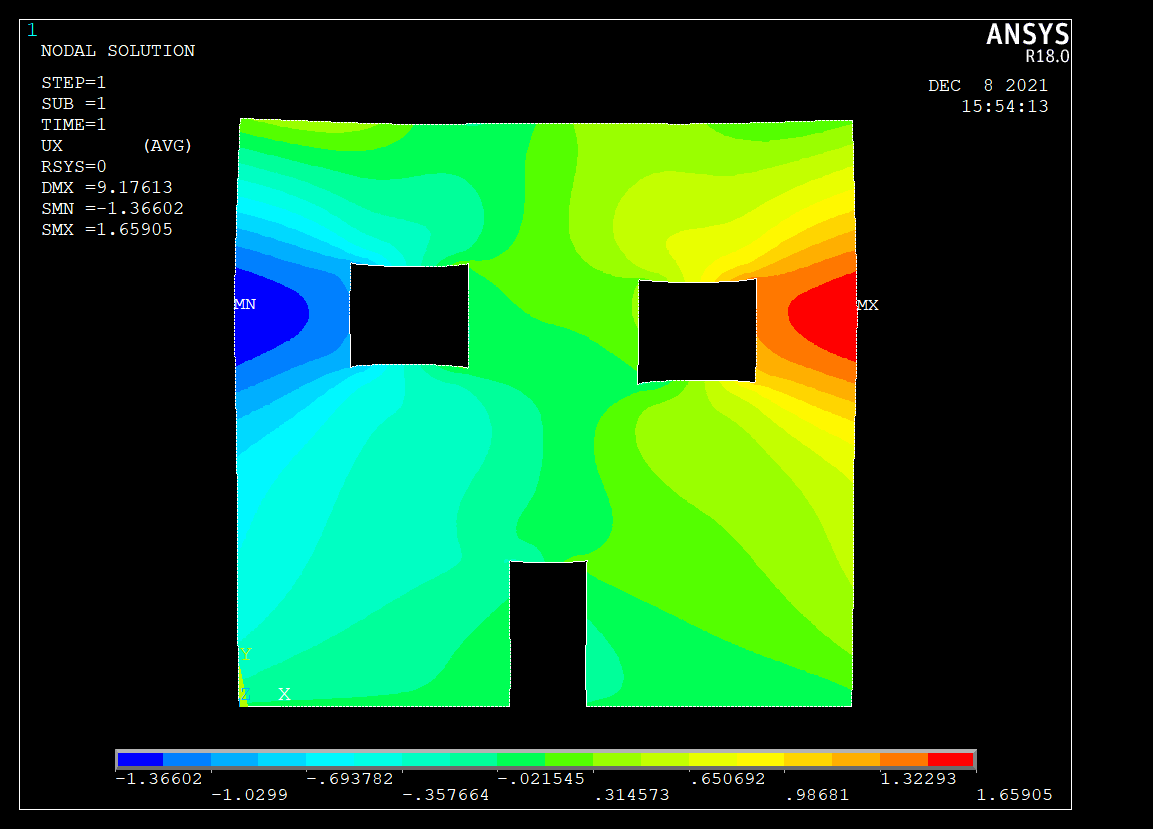 1
ANSYS
R18.0
NODAL SOLUTION
STEP=1
SUB =1
TIME=1
UX (AVG)
RSYS=0
DMX =9.17613
SMN =-1.36602
SMX =1.65905
DEC 8 2021
15:54:13
MN
MX
Y
Z X
-1.36602 -.693782 -.021545 .650692 1.32293
-1.0299 -.357664 .314573 .98681 1.65905